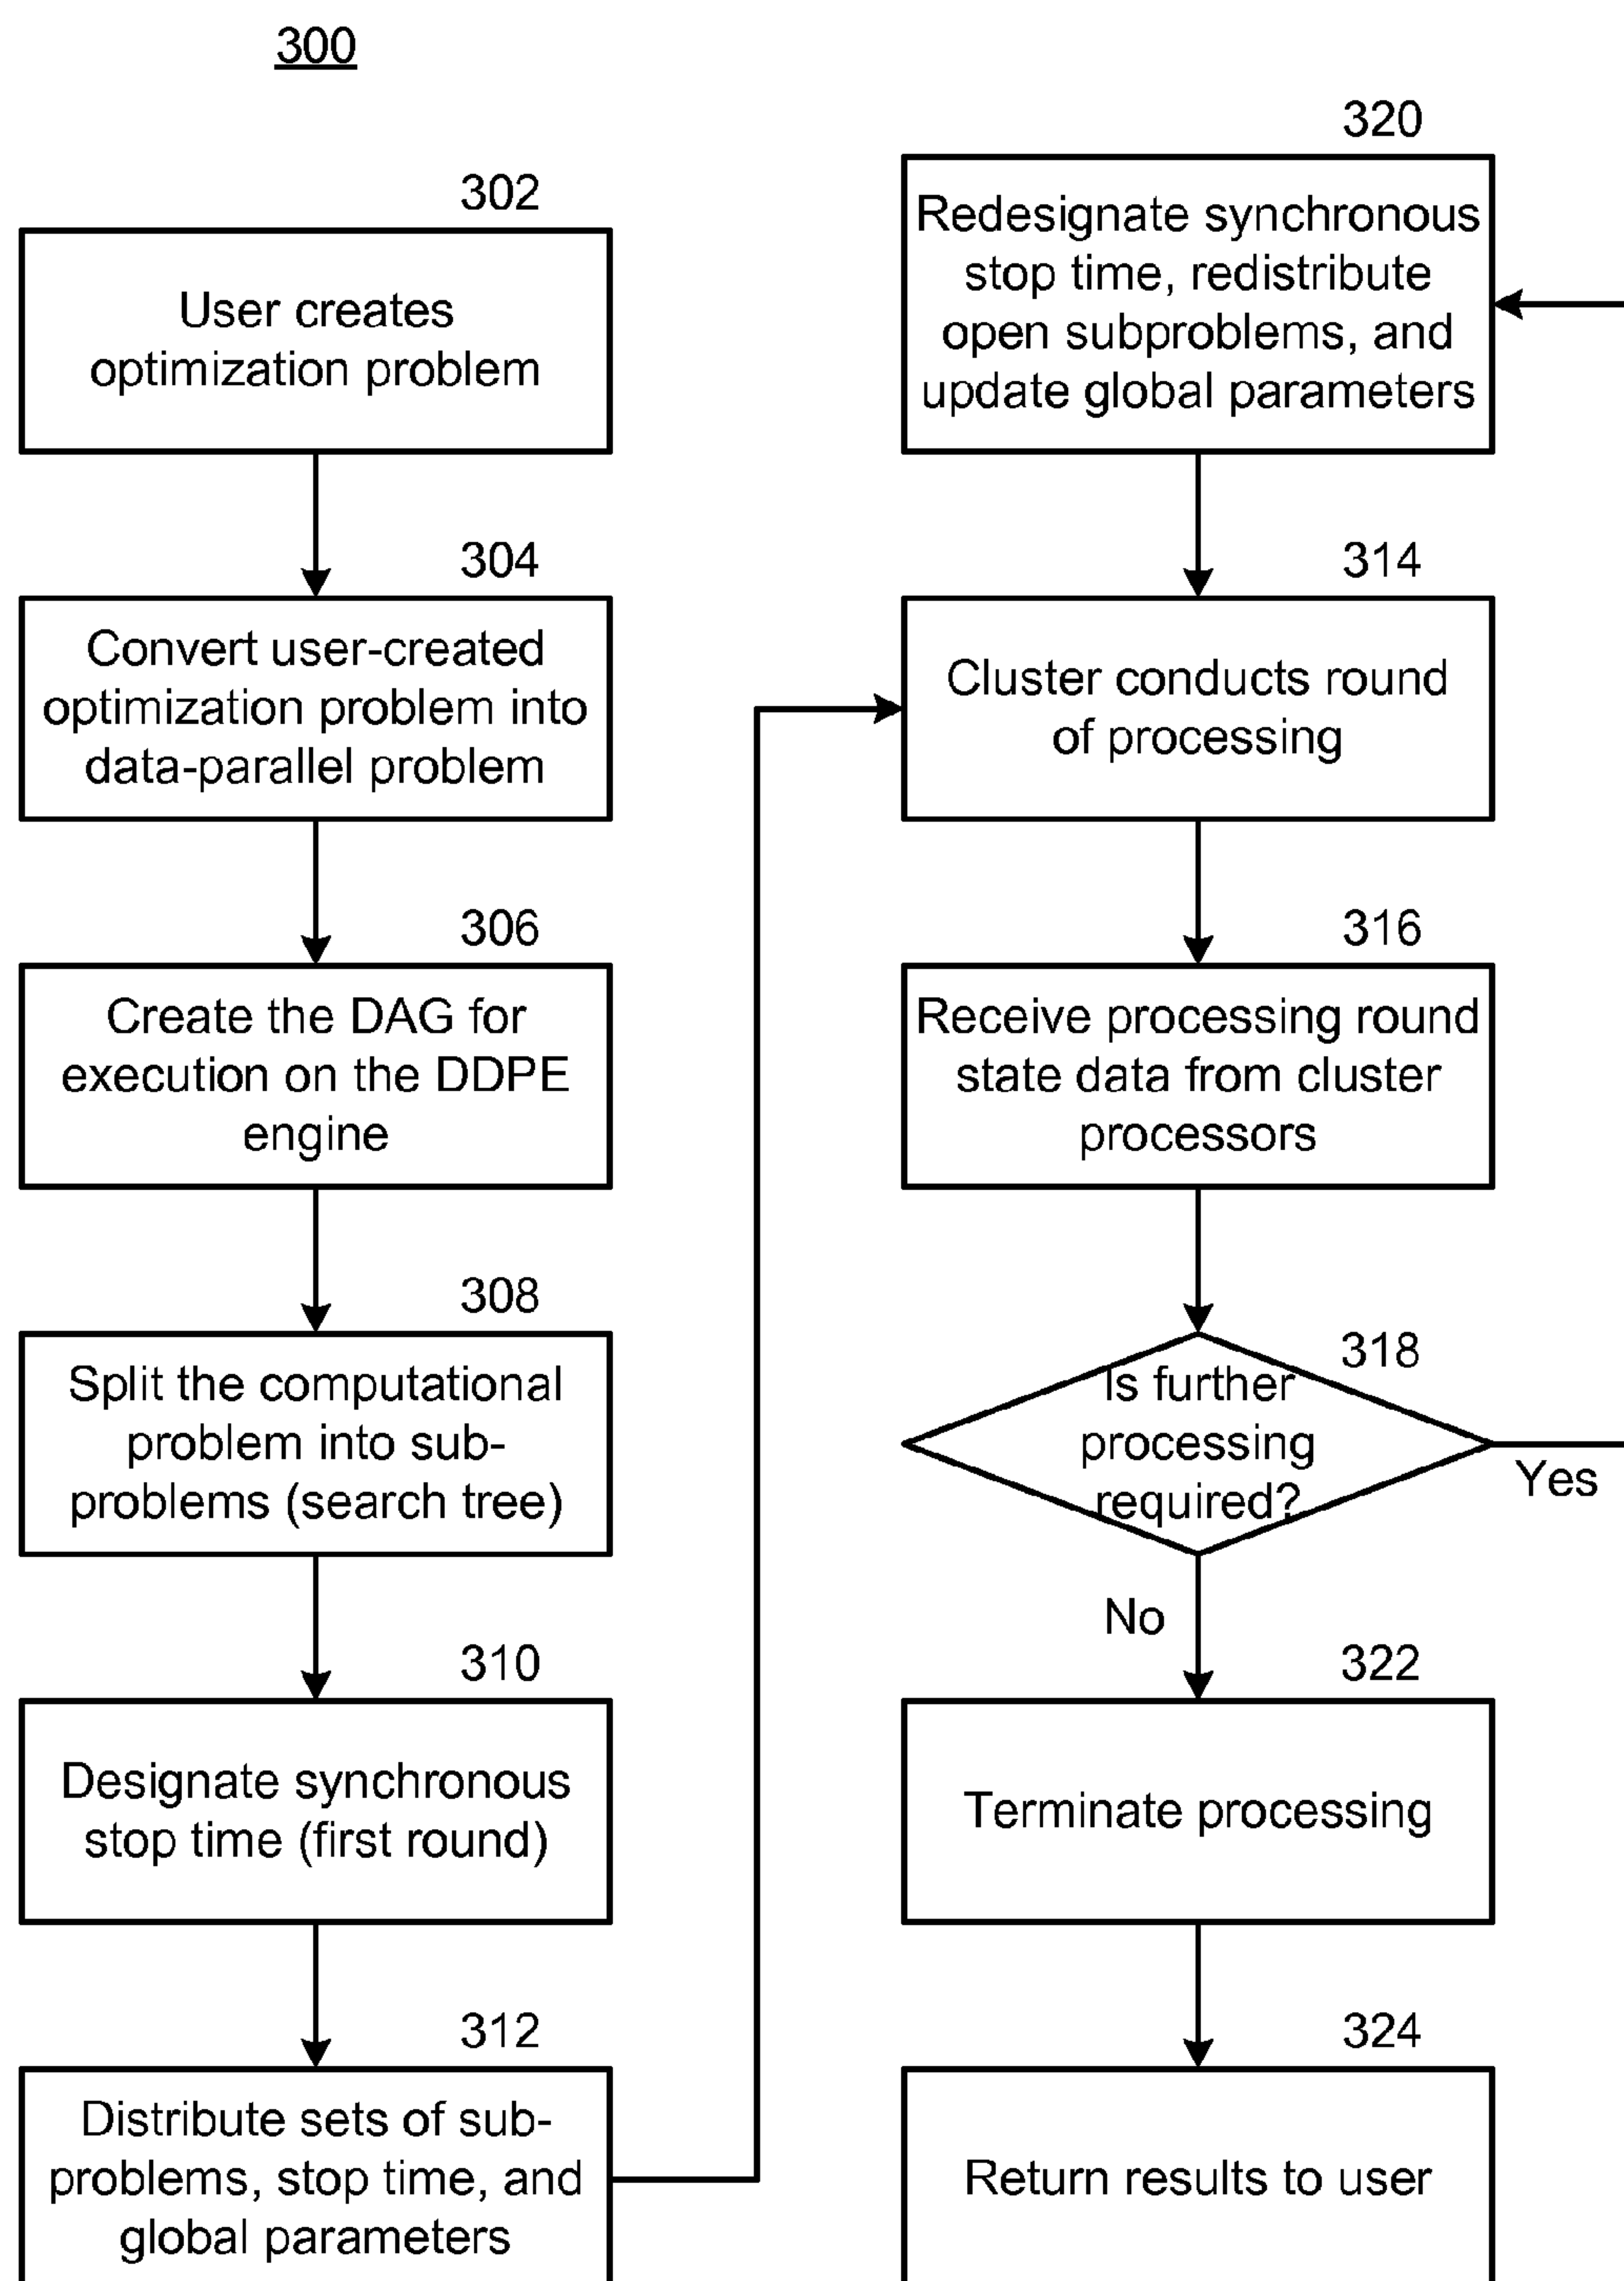 300
302
User creates
optimization problem
304
Convert user-created
optimization problem into
data-parallel problem
306
Create the DAG for
execution on the DDPE
engine
308
Split the computational
problem into sub-
problems (search tree)
310
Designate synchronous
stop time (first round)
312
Distribute sets of sub-
problems, stop time, and
global parameters
320
Redesignate synchronous
stop time, redistribute
open subproblems, and
update global parameters
314
Cluster conducts round
of processing
316
Receive processing round
state data from cluster
processors
318
Is further
processing
required?
Yes
No
322
Terminate processing
324
Return results to user